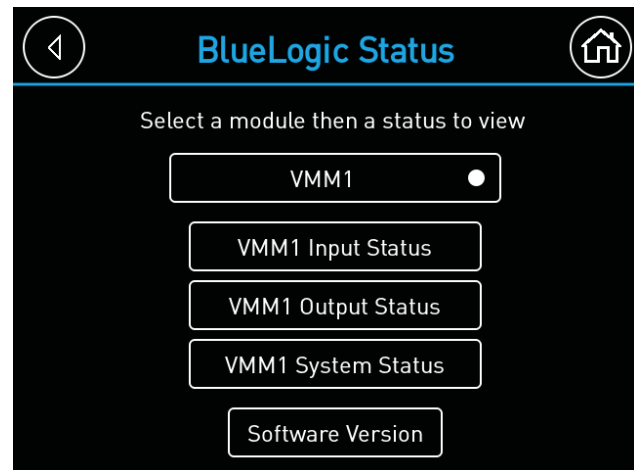 BlueLogic Status
Select a module then a status to view
VMM1
VMM1 Input Status
VMM1 Output Status
VMM1 System Status
Software Version